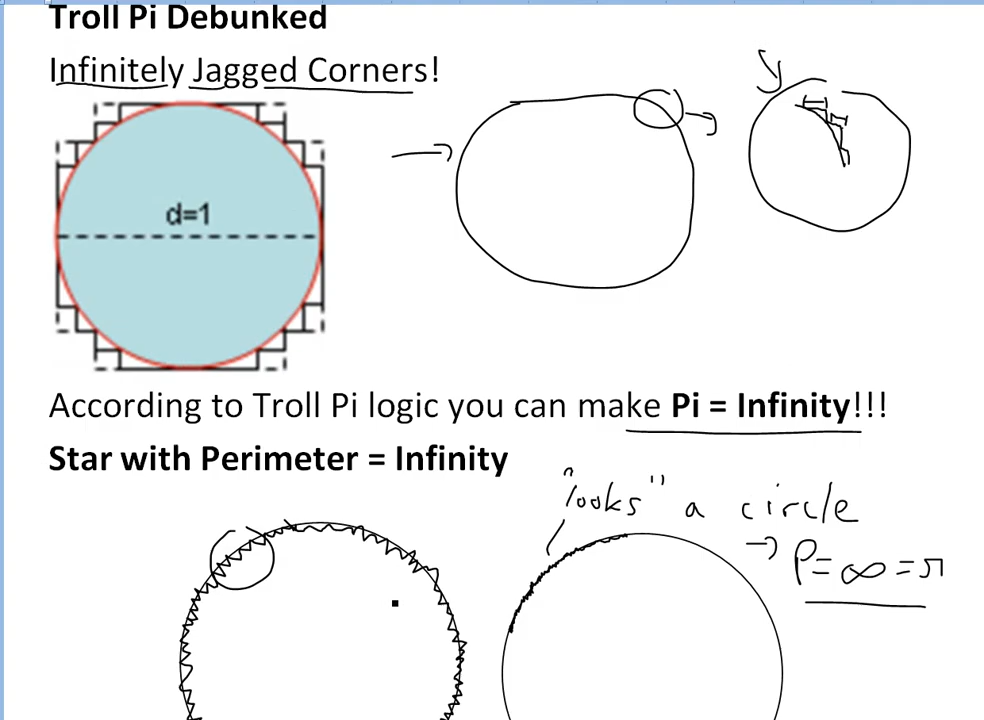 Troll Pi Debunked
Infinitely Jagged Corners!
d=1
According to Troll Pi logic you can make Pi = Infinity!!!
Star with Perimeter = Infinity
"looks" a circle
→ P=∞=π